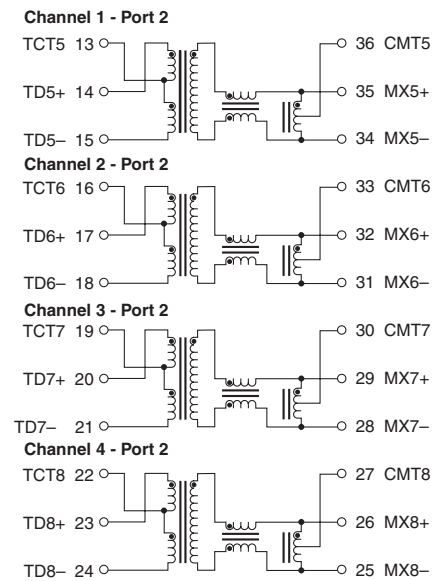 Channel 1 - Port 2
TCT5 13 36 CMT5
TD5+ 14 35 MX5+
TD5– 15 34 MX5–
Channel 2 - Port 2
TCT6 16 33 CMT6
TD6+ 17 32 MX6+
TD6– 18 31 MX6–
Channel 3 - Port 2
TCT7 19 30 CMT7
TD7+ 20 29 MX7+
TD7– 21 28 MX7–
Channel 4 - Port 2
TCT8 22 27 CMT8
TD8+ 23 26 MX8+
TD8– 24 25 MX8–